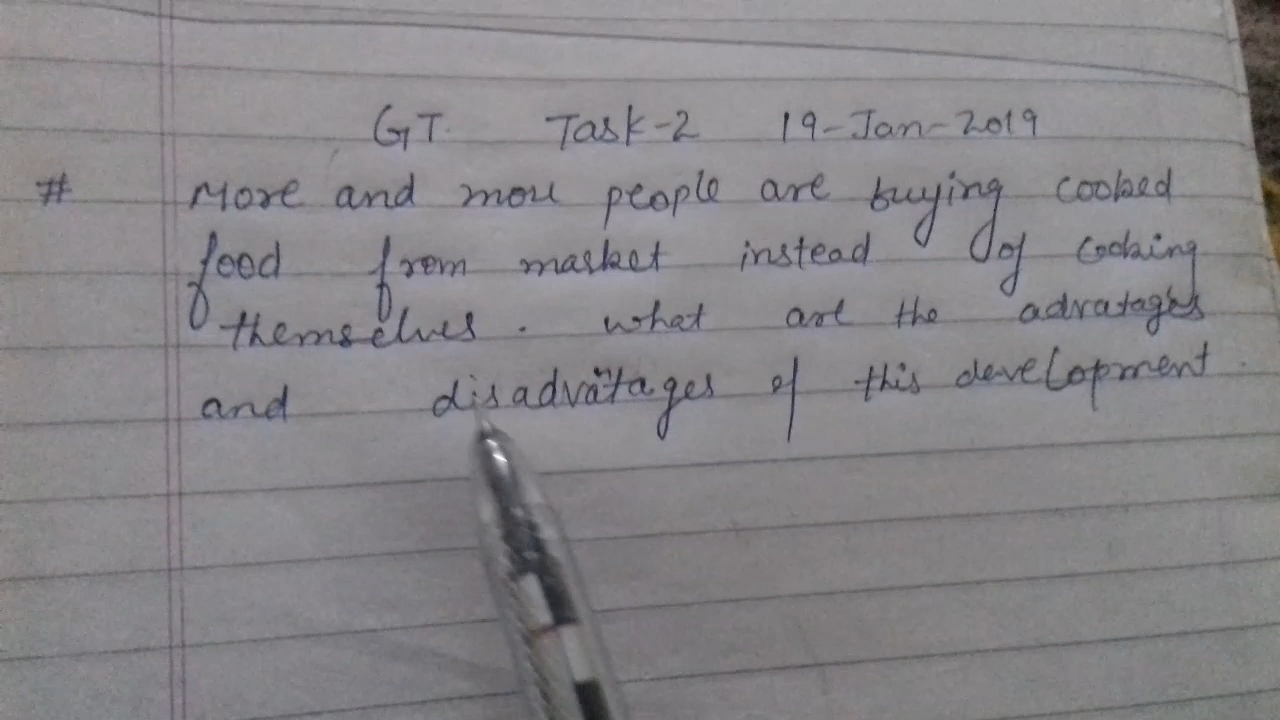 GT. Task-2 19-Jan-2019
# More and more people are buying cooked
food from market instead of cooking
themselves. what are the advatages
and disadvatages of this development.